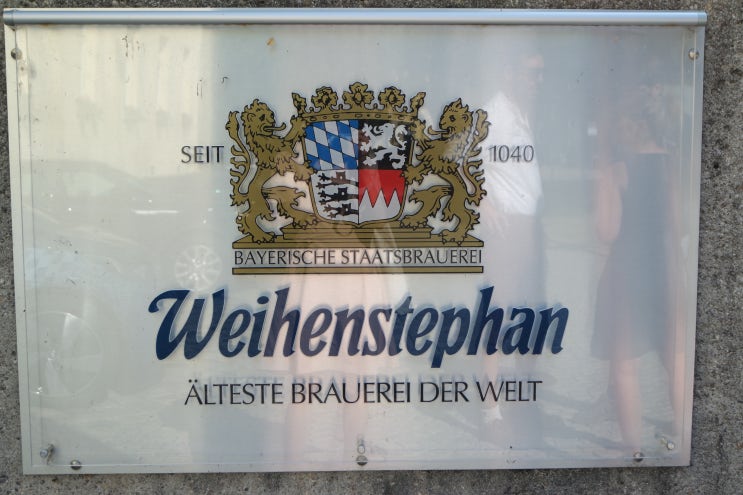 SEIT 1040
BAYERISCHE STAATSBRAUEREI
Weihenstephan
ÄLTESTE BRAUEREI DER WELT